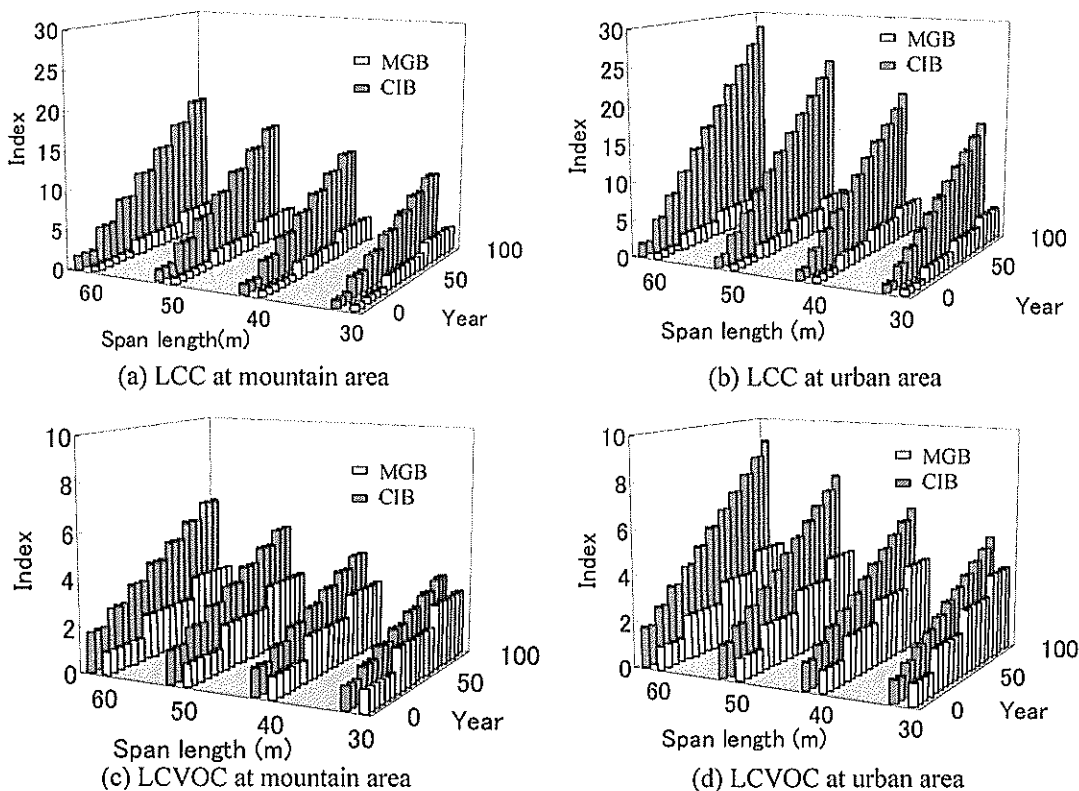 30
25
20
15
10
5
0
Index
MGB
CIB
60
50
40
30
0
50
100
Year
Span length(m)
(a) LCC at mountain area
30
25
20
15
10
5
0
Index
MGB
CIB
60
50
40
30
0
50
100
Year
Span length (m)
(b) LCC at urban area
10
8
6
4
2
0
Index
MGB
CIB
60
50
40
30
0
50
100
Year
Span length (m)
(c) LCVOC at mountain area
10
8
6
4
2
0
Index
MGB
CIB
60
50
40
30
0
50
100
Year
Span length (m)
(d) LCVOC at urban area